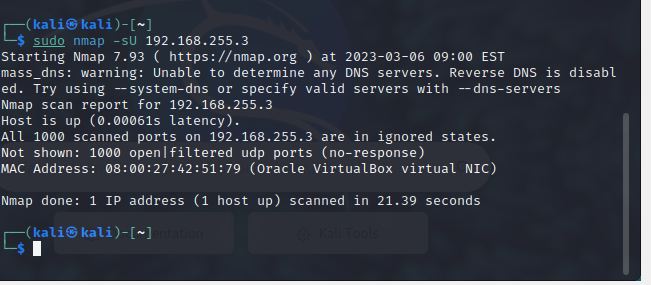 ┌──(kali㉿kali)-[~]
└─$ sudo nmap -sU 192.168.255.3
Starting Nmap 7.93 ( https://nmap.org ) at 2023-03-06 09:00 EST
mass_dns: warning: Unable to determine any DNS servers. Reverse DNS is disabl
ed. Try using --system-dns or specify valid servers with --dns-servers
Nmap scan report for 192.168.255.3
Host is up (0.00061s latency).
All 1000 scanned ports on 192.168.255.3 are in ignored states.
Not shown: 1000 open|filtered udp ports (no-response)
MAC Address: 08:00:27:42:51:79 (Oracle VirtualBox virtual NIC)

Nmap done: 1 IP address (1 host up) scanned in 21.39 seconds

┌──(kali㉿kali)-[~]
└─$
Kali Tools